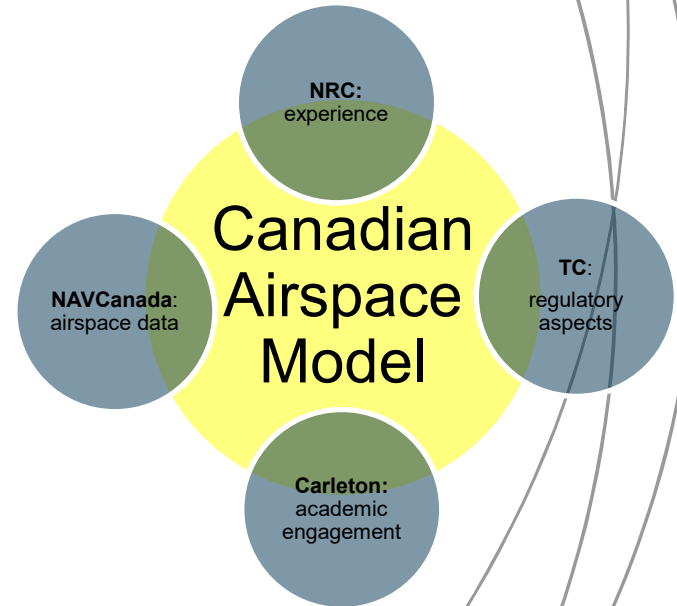 NRC:
experience
Canadian
Airspace
Model
NAVCanada:
airspace data
TC:
regulatory
aspects
Carleton:
academic
engagement